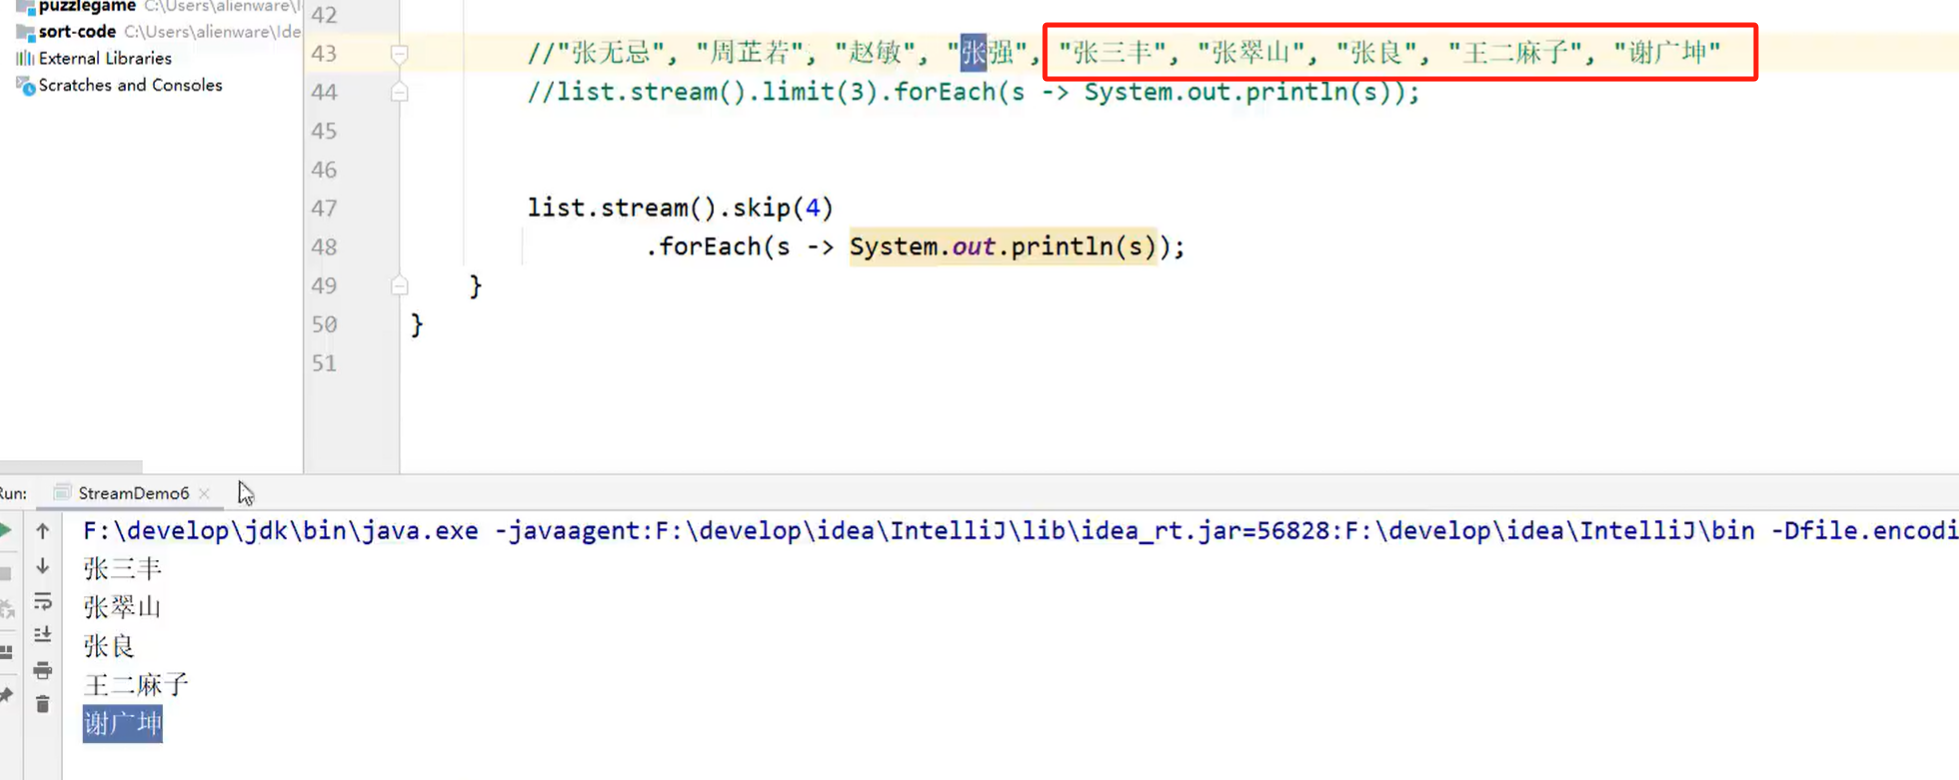 puzzlegame C:\Users\alienware\I
sort-code C:\Users\alienware\Ide
External Libraries
Scratches and Consoles
42
43 //"张无忌", "周芷若", "赵敏", "张强", "张三丰", "张翠山", "张良", "王二麻子", "谢广坤"
44 //list.stream().limit(3).forEach(s -> System.out.println(s));
45
46
47 list.stream().skip(4)
48 .forEach(s -> System.out.println(s));
49 }
50 }
51
Run: StreamDemo6
F:\develop\jdk\bin\java.exe -javaagent:F:\develop\idea\IntelliJ\lib\idea_rt.jar=56828:F:\develop\idea\IntelliJ\bin -Dfile.encodi
张三丰
张翠山
张良
王二麻子
谢广坤